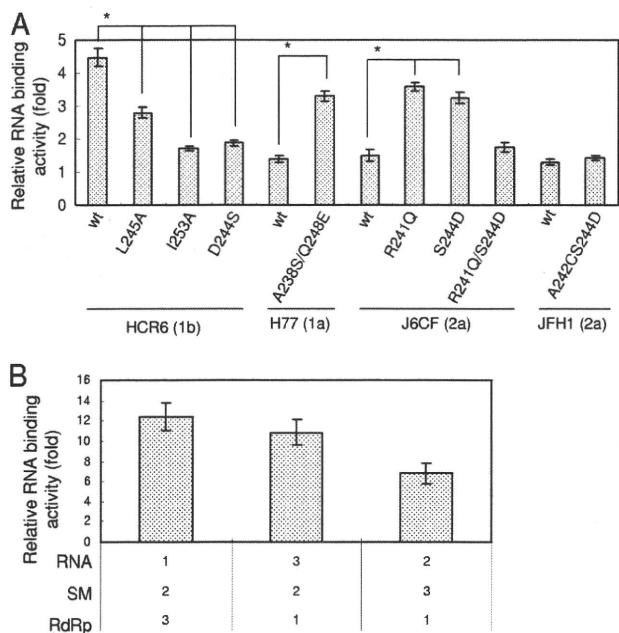 A
Relative RNA binding
activity (fold)
5
4
3
2
1
0
*
*
*
wt
L245A
I253A
D244S
wt
A238S/Q248E
wt
R241Q
S244D
R241Q/S244D
wt
A242CS244D
HCR6 (1b)
H77 (1a)
J6CF (2a)
JFH1 (2a)
B
Relative RNA binding
activity (fold)
16
14
12
10
8
6
4
2
0
RNA 1 3 2
SM 2 2 3
RdRp 3 1 1